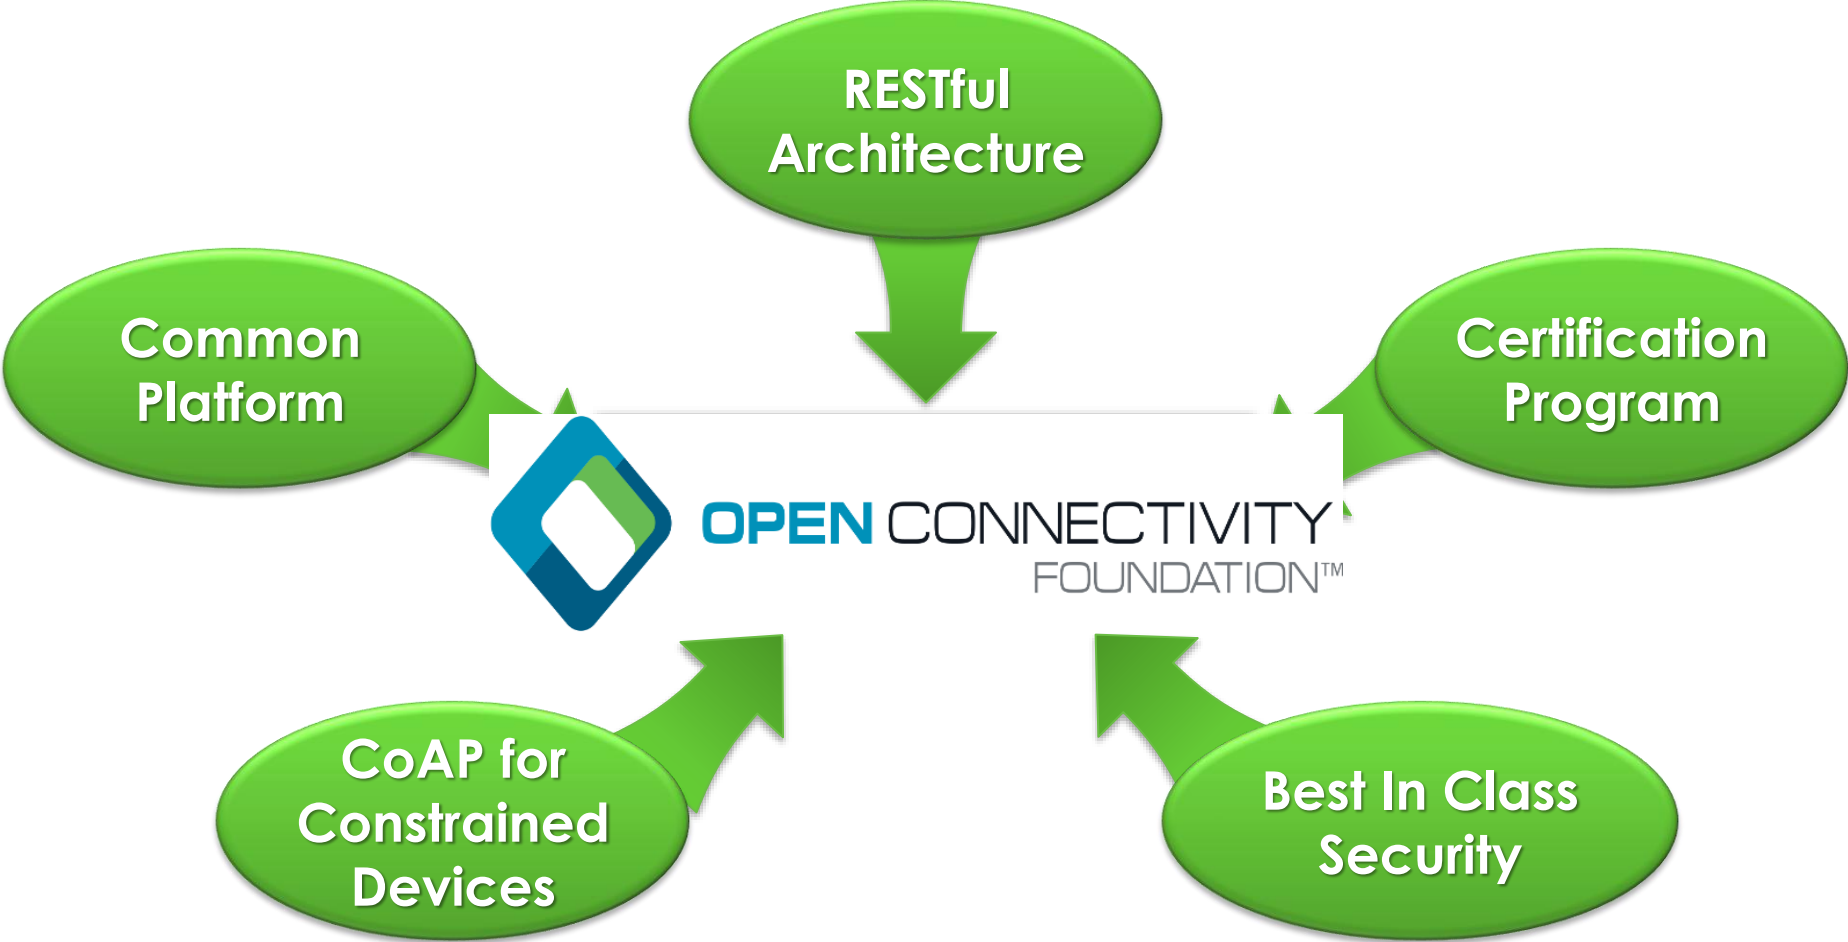 RESTful
Architecture
Common
Platform
Certification
Program
OPEN CONNECTIVITY
FOUNDATION™
CoAP for
Constrained
Devices
Best In Class
Security